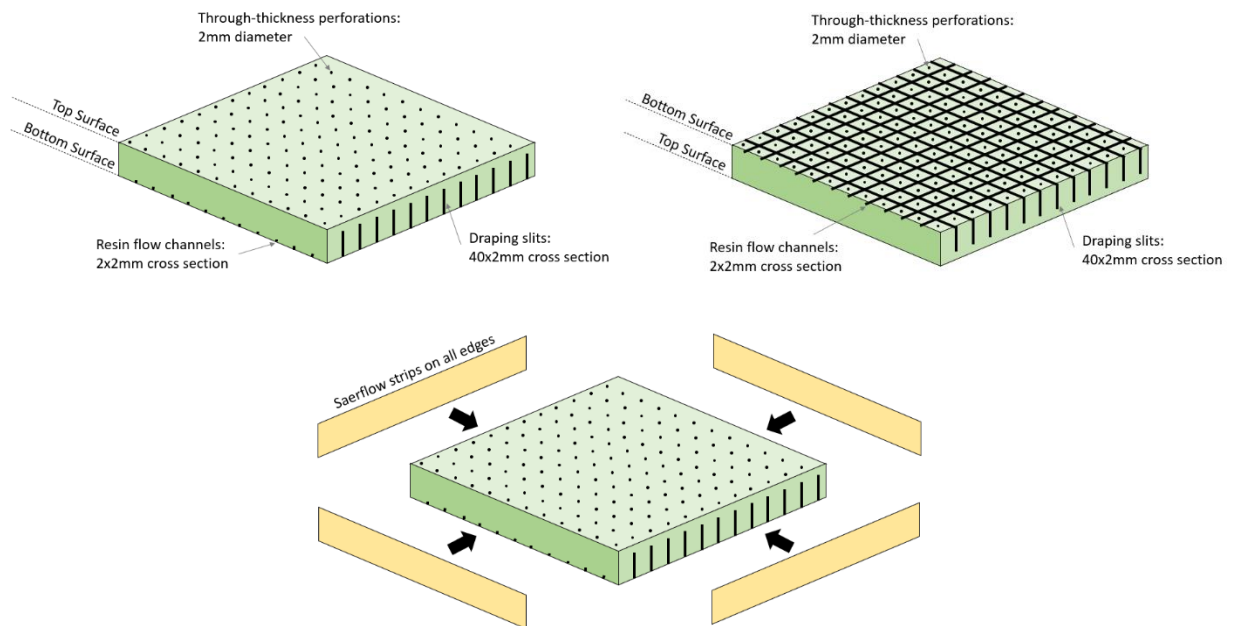 Through-thickness perforations:
2mm diameter
Top Surface
Bottom Surface
Resin flow channels:
2x2mm cross section
Draping slits:
40x2mm cross section
Through-thickness perforations:
2mm diameter
Bottom Surface
Top Surface
Resin flow channels:
2x2mm cross section
Draping slits:
40x2mm cross section
Saerflow strips on all edges